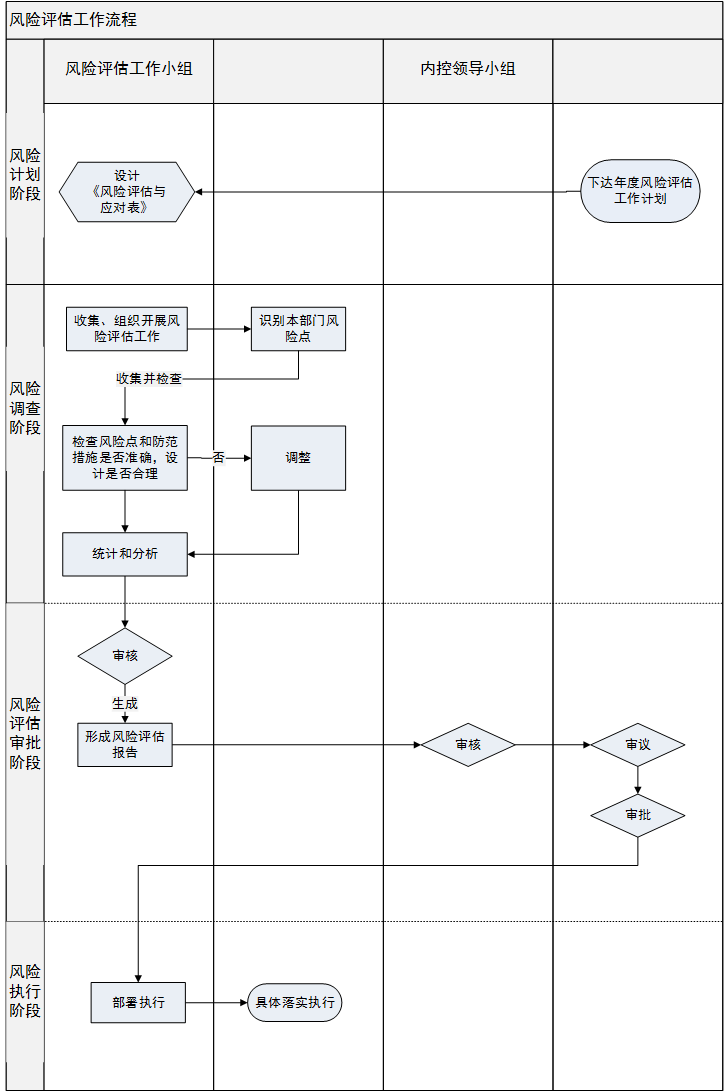 风险评估工作流程
风险评估工作小组
内控领导小组
风险
计划
阶段
设计
《风险评估与
应对表》
下达年度风险评估
工作计划
风险
调查
阶段
收集、组织开展风
险评估工作
识别本部门风
险点
收集并检查
检查风险点和防范
措施是否准确，设
计是否合理
否
调整
统计和分析
风险
评估
审批
阶段
审核
生成
形成风险评估
报告
审核
审议
审批
风险
执行
阶段
部署执行
具体落实执行